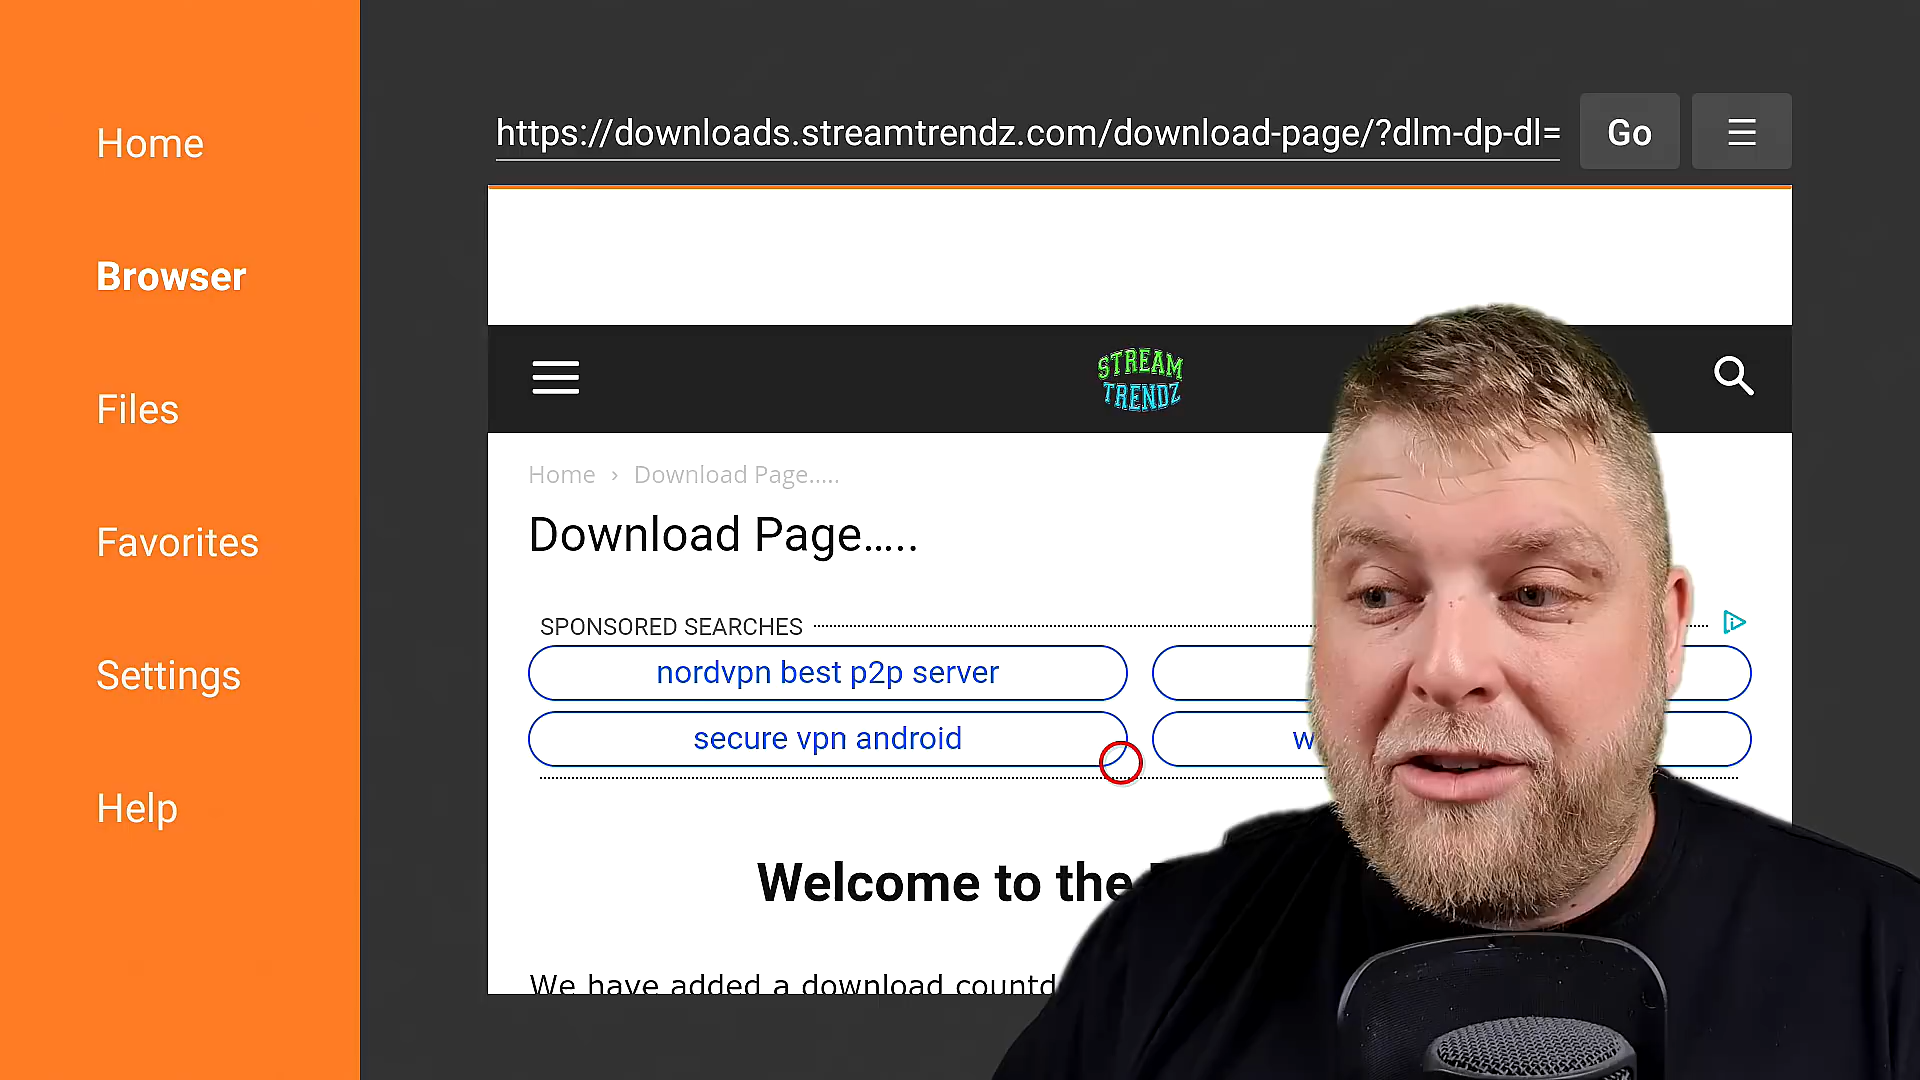 Home
Browser
Files
Favorites
Settings
Help
https://downloads.streamtrendz.com/download-page/?dlm-dp-dl=
Go
STREAM
TRENDZ
Home › Download Page.....
Download Page.....
SPONSORED SEARCHES
nordvpn best p2p server
secure vpn android
Welcome to the
We have added a download